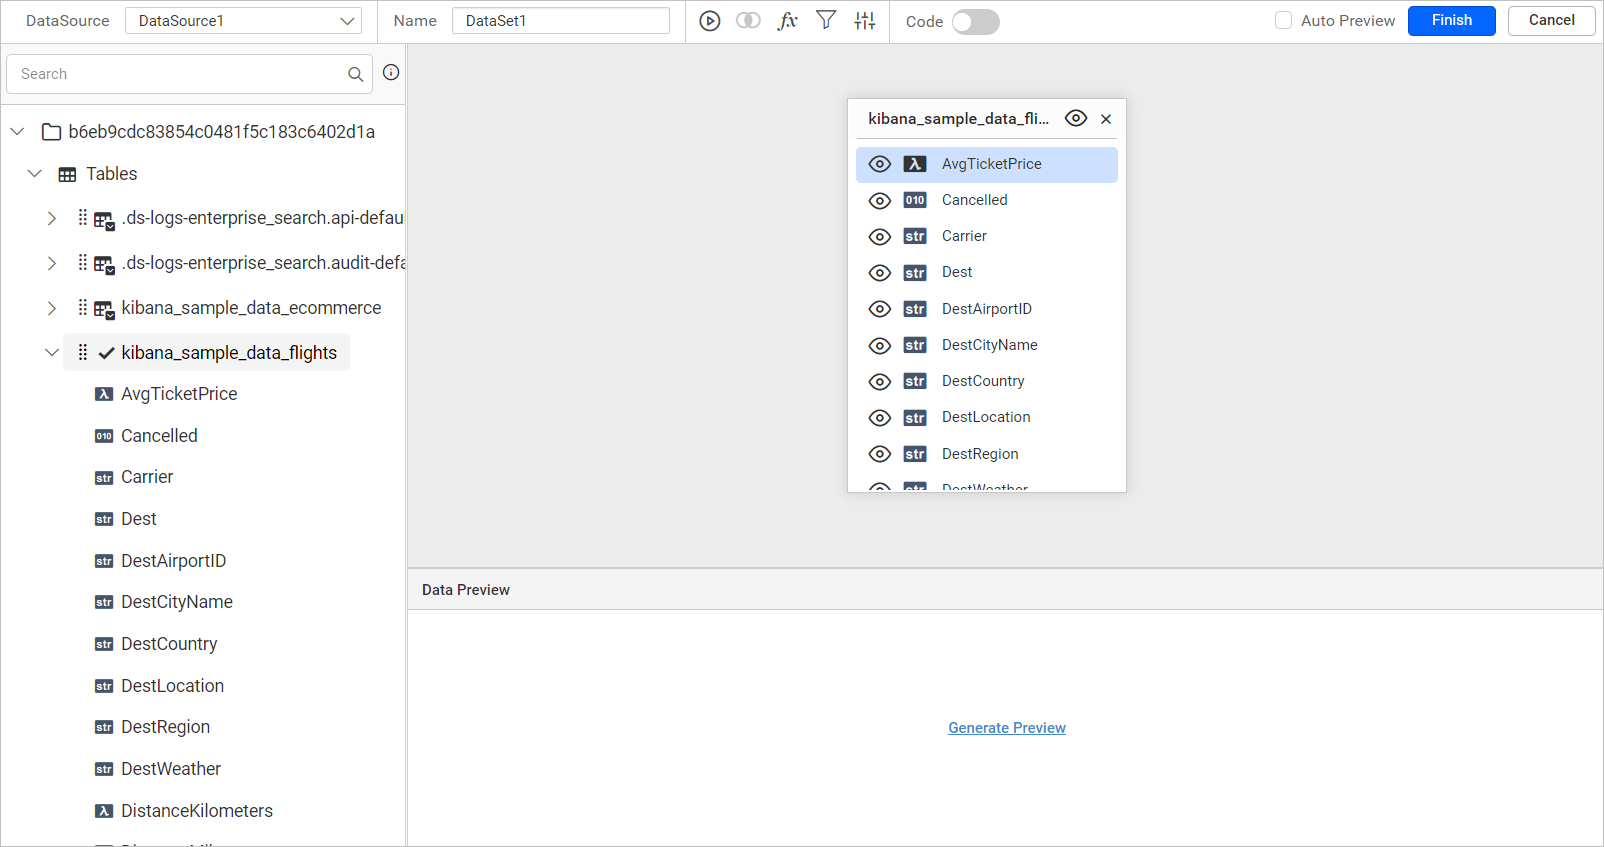 DataSource DataSource1 Name DataSet1 fx Code Auto Preview Finish Cancel
Search
b6eb9cdc83854c0481f5c183c6402d1a
Tables
.ds-logs-enterprise_search.api-defau
.ds-logs-enterprise_search.audit-defa
kibana_sample_data_ecommerce
kibana_sample_data_flights
λ AvgTicketPrice
010 Cancelled
str Carrier
str Dest
str DestAirportID
str DestCityName
str DestCountry
str DestLocation
str DestRegion
str DestWeather
λ DistanceKilometers
kibana_sample_data_fli...
λ AvgTicketPrice
010 Cancelled
str Carrier
str Dest
str DestAirportID
str DestCityName
str DestCountry
str DestLocation
str DestRegion
str DestWeather
Data Preview
Generate Preview